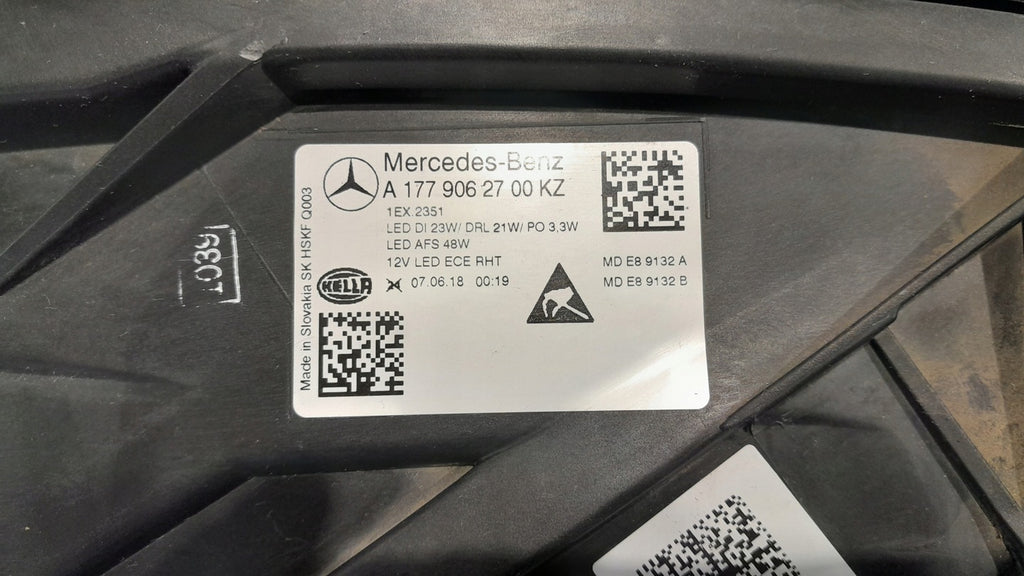 Mercedes-Benz
A 177 906 27 00 KZ
1EX.2351
LED DI 23W/ DRL 21W/ PO 3,3W
LED AFS 48W
12V LED ECE RHT
MD E8 9132 A
HELLA
07.06.18 00:19
MD E8 9132 B
Made in Slovakia SK HSKF Q003
T039